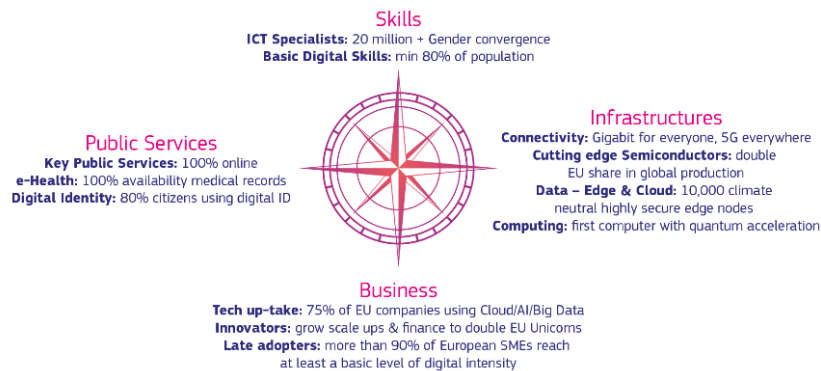 Skills
ICT Specialists: 20 million + Gender convergence
Basic Digital Skills: min 80% of population
Public Services
Key Public Services: 100% online
e-Health: 100% availability medical records
Digital Identity: 80% citizens using digital ID
Infrastructures
Connectivity: Gigabit for everyone, 5G everywhere
Cutting edge Semiconductors: double
EU share in global production
Data – Edge & Cloud: 10,000 climate
neutral highly secure edge nodes
Computing: first computer with quantum acceleration
Business
Tech up-take: 75% of EU companies using Cloud/AI/Big Data
Innovators: grow scale ups & finance to double EU Unicorns
Late adopters: more than 90% of European SMEs reach
at least a basic level of digital intensity